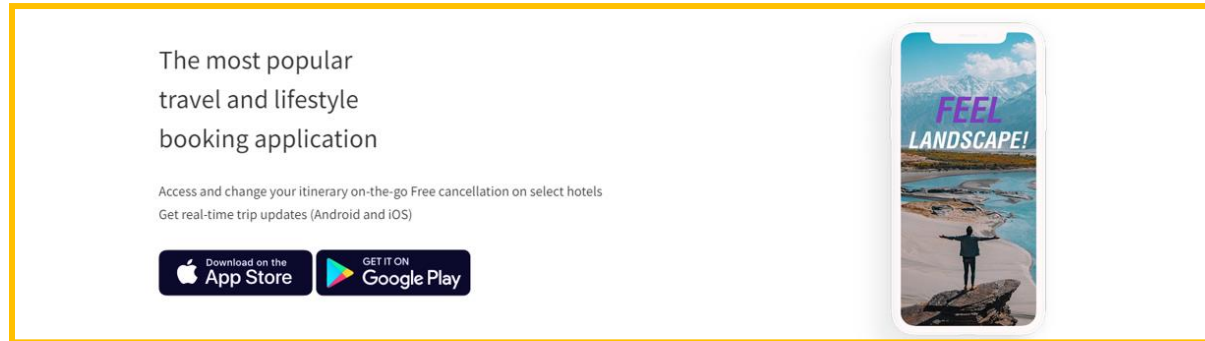 The most popular
travel and lifestyle
booking application
Access and change your itinerary on-the-go Free cancellation on select hotels
Get real-time trip updates (Android and iOS)
Download on the
App Store
GET IT ON
Google Play
FEEL
LANDSCAPE!